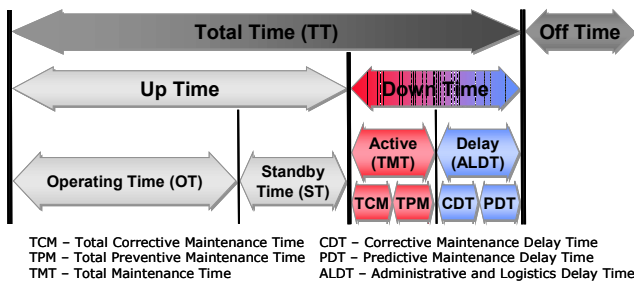 Total Time (TT)
Off Time
Up Time
Down Time
Operating Time (OT)
Standby
Time (ST)
Active
(TMT)
Delay
(ALDT)
TCM
TPM
CDT
PDT
TCM – Total Corrective Maintenance Time
CDT – Corrective Maintenance Delay Time
TPM – Total Preventive Maintenance Time
PDT – Predictive Maintenance Delay Time
TMT – Total Maintenance Time
ALDT – Administrative and Logistics Delay Time